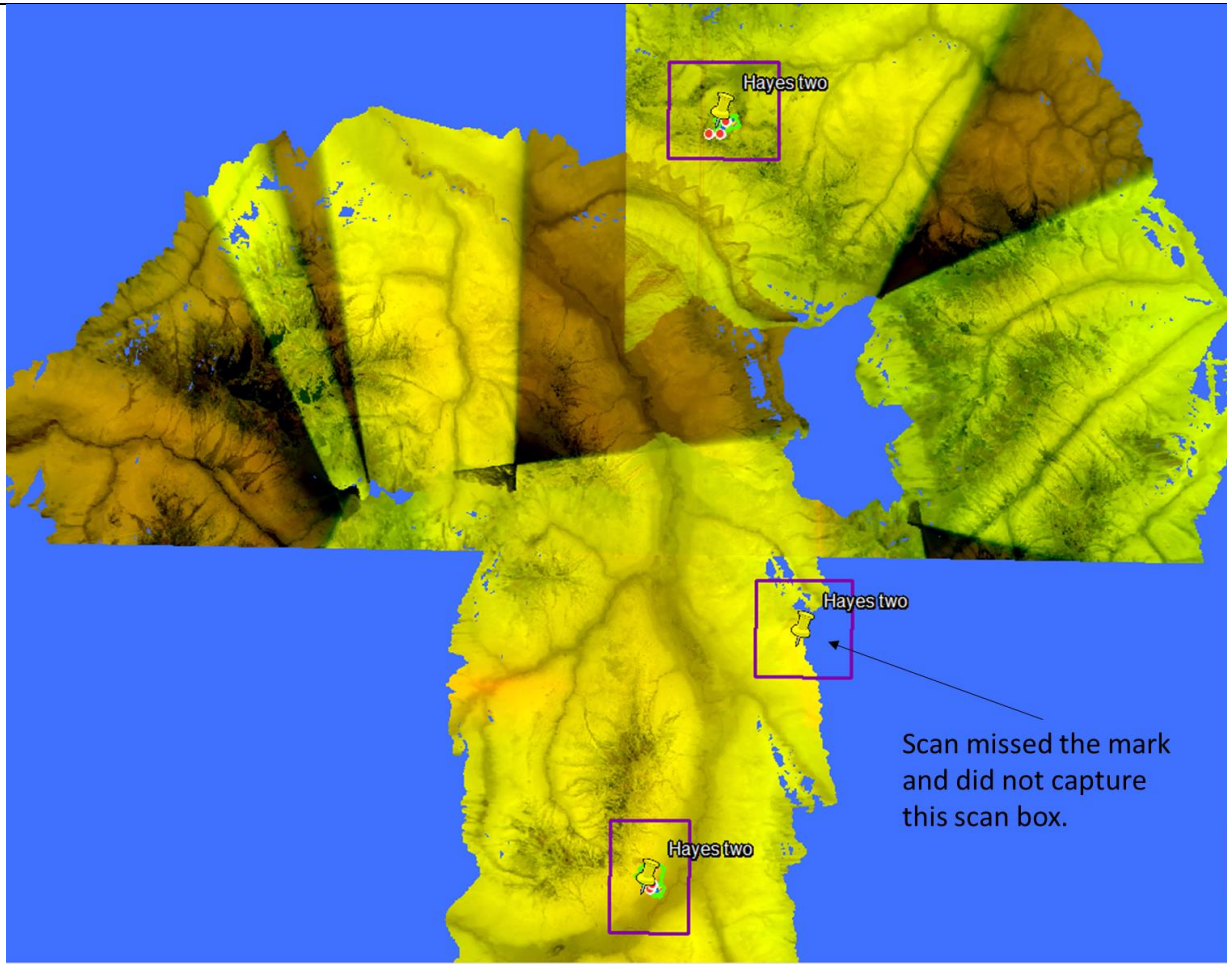 Hayes two
Hayes two
Scan missed the mark
and did not capture
this scan box.
Hayes two